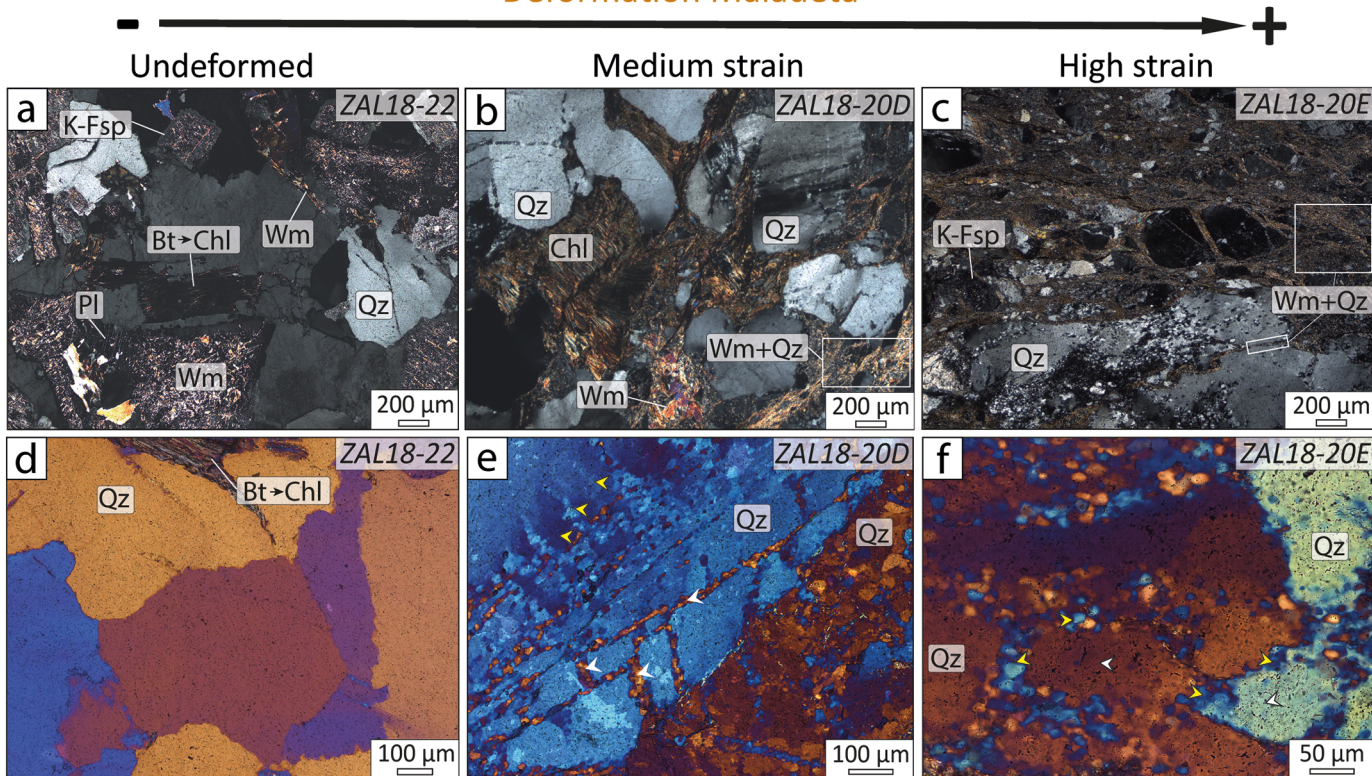 Deformation Maladeta
- +
Undeformed Medium strain High strain
a ZAL18-22
K-Fsp
Wm
Bt→Chl
Qz
Pl
Wm
200 µm
b ZAL18-20D
Qz
Qz
Chl
Wm+Qz
Wm
200 µm
c ZAL18-20E
K-Fsp
Wm+Qz
Qz
200 µm
d ZAL18-22
Qz
Bt→Chl
100 µm
e ZAL18-20D
Qz
Qz
100 µm
f ZAL18-20E
Qz
Qz
50 µm